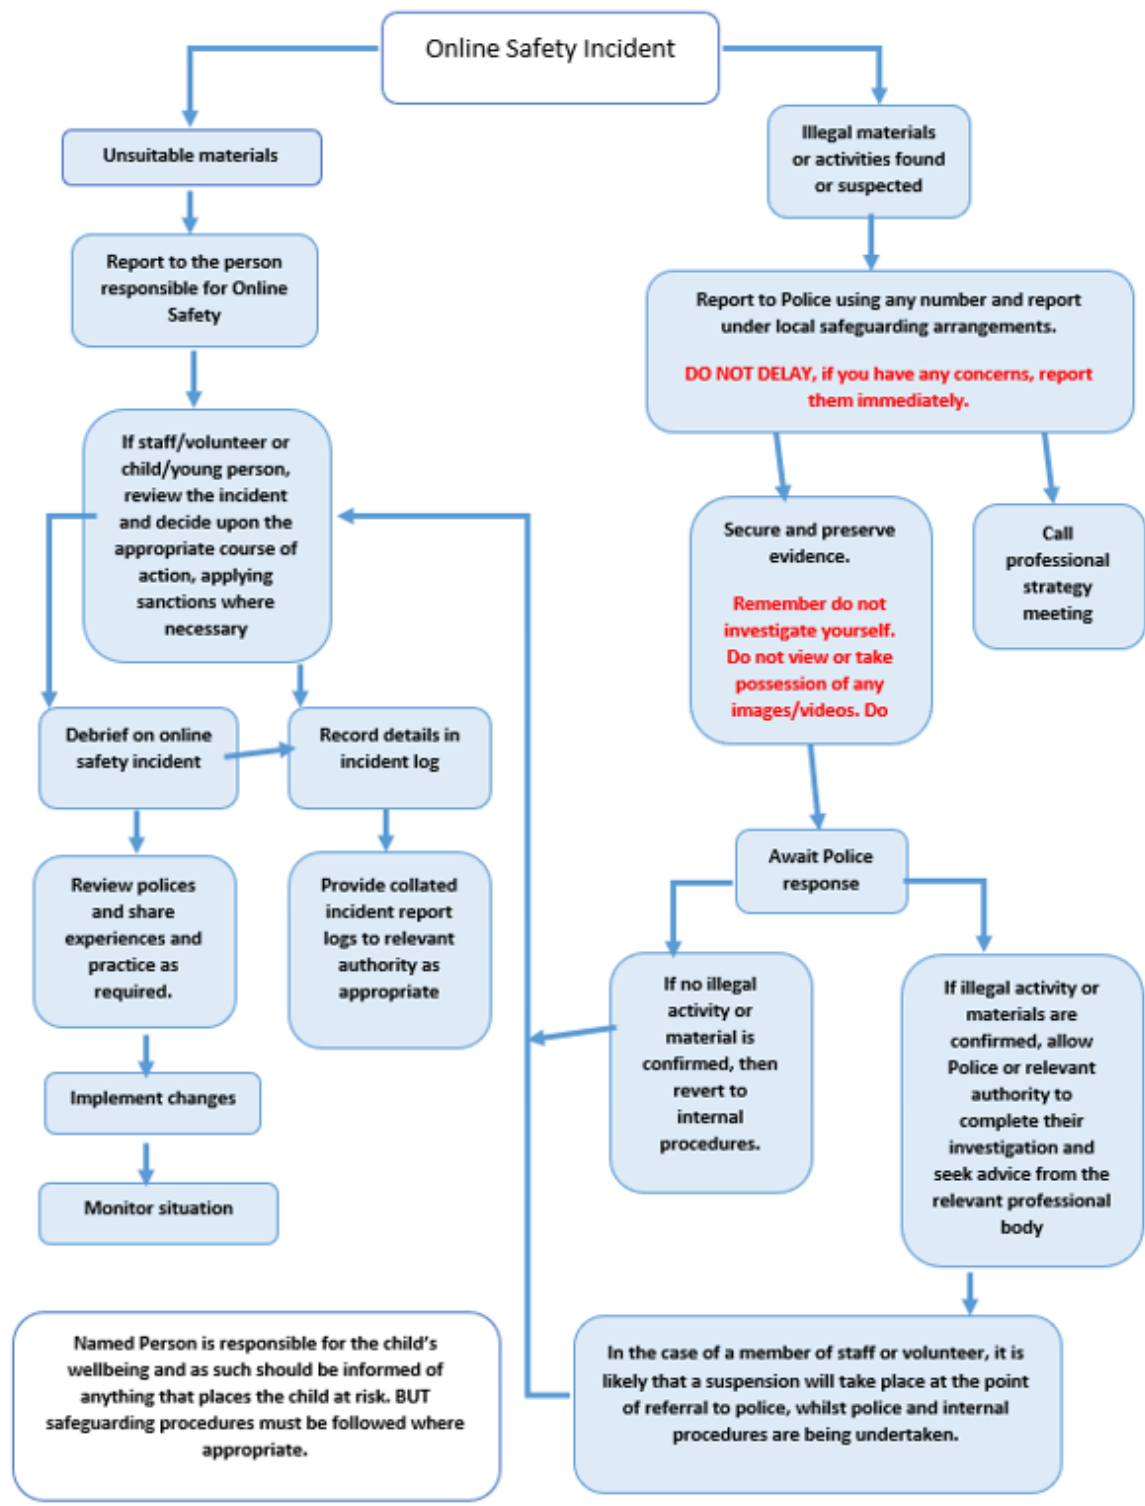 Online Safety Incident
Unsuitable materials
Report to the person
responsible for Online
Safety
If staff/volunteer or
child/young person,
review the incident
and decide upon the
appropriate course of
action, applying
sanctions where
necessary
Debrief on online
safety incident
Record details in
incident log
Review polices
and share
experiences and
practice as
required.
Provide collated
incident report
logs to relevant
authority as
appropriate
Implement changes
Monitor situation
Illegal materials
or activities found
or suspected
Report to Police using any number and report
under local safeguarding arrangements.
DO NOT DELAY, if you have any concerns, report
them immediately.
Secure and preserve
evidence.
Remember do not
investigate yourself.
Do not view or take
possession of any
images/videos. Do
Call
professional
strategy
meeting
Await Police
response
If no illegal
activity or
material is
confirmed, then
revert to
internal
procedures.
If illegal activity or
materials are
confirmed, allow
Police or relevant
authority to
complete their
investigation and
seek advice from the
relevant professional
body
In the case of a member of staff or volunteer, it is
likely that a suspension will take place at the point
of referral to police, whilst police and internal
procedures are being undertaken.
Named Person is responsible for the child's
wellbeing and as such should be informed of
anything that places the child at risk. BUT
safeguarding procedures must be followed where
appropriate.